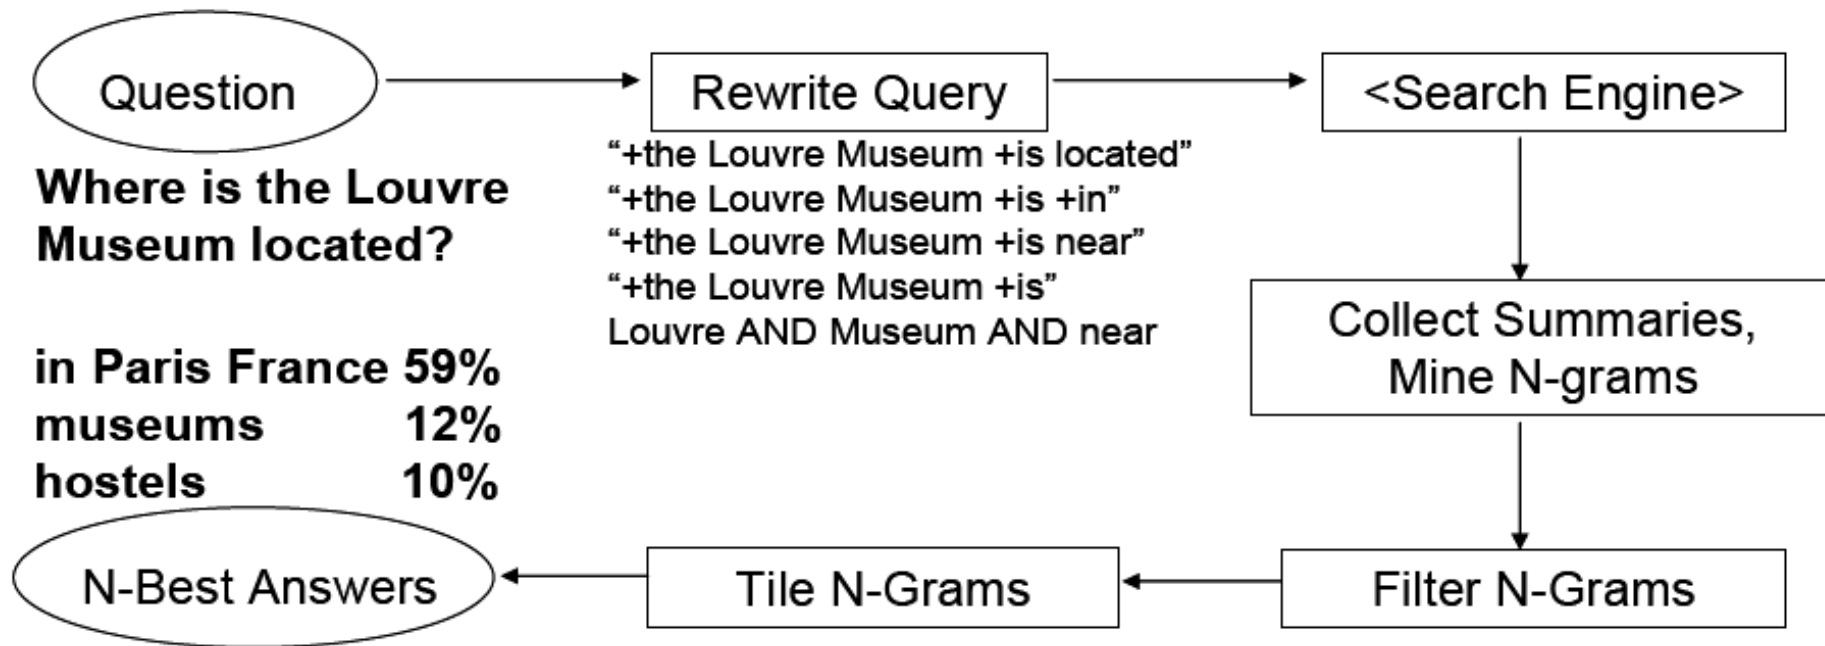 Question
Rewrite Query
<Search Engine>
Where is the Louvre
Museum located?
“+the Louvre Museum +is located”
“+the Louvre Museum +is +in”
“+the Louvre Museum +is near”
“+the Louvre Museum +is”
Louvre AND Museum AND near
Collect Summaries,
Mine N-grams
in Paris France 59%
museums 12%
hostels 10%
N-Best Answers
Tile N-Grams
Filter N-Grams